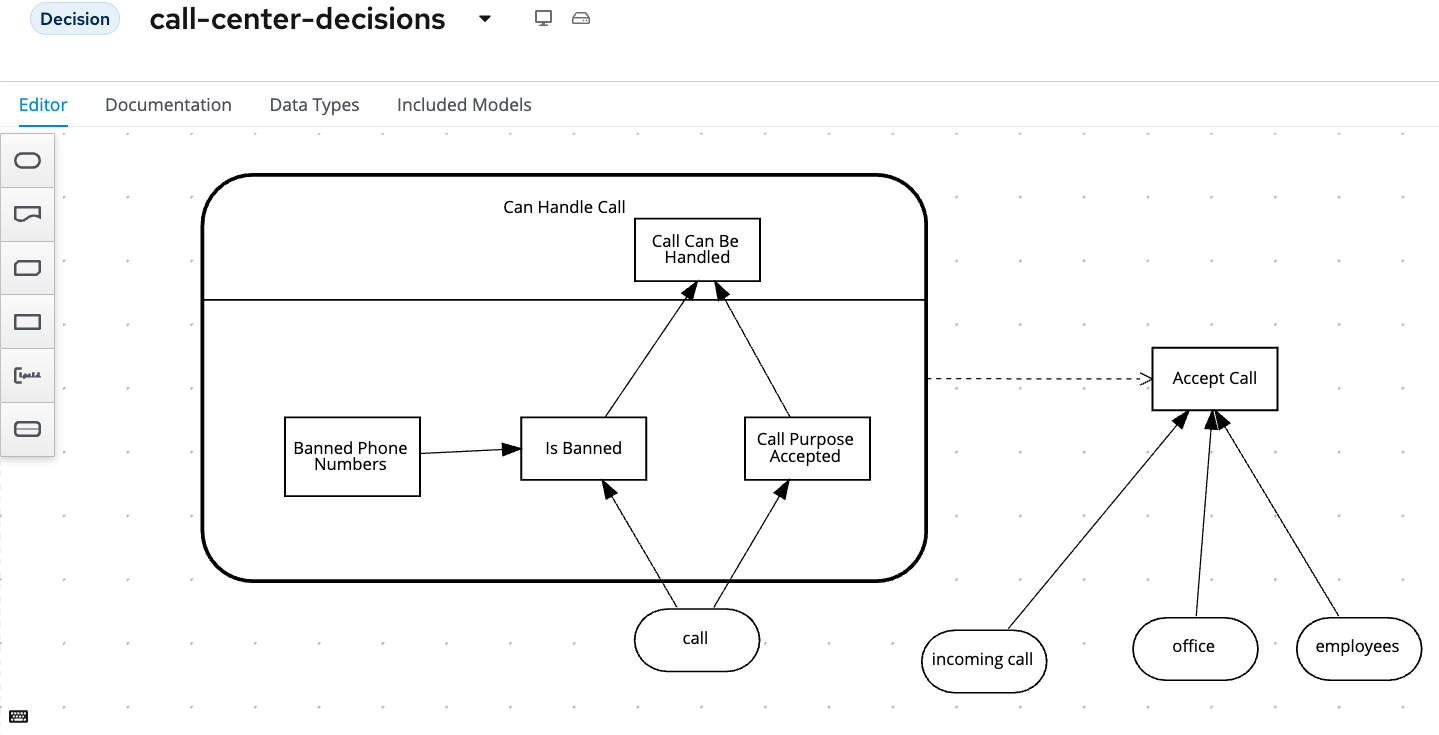 Decision
call-center-decisions
Editor
Documentation
Data Types
Included Models
Can Handle Call
Call Can Be
Handled
Banned Phone
Numbers
Is Banned
Call Purpose
Accepted
Accept Call
call
incoming call
office
employees